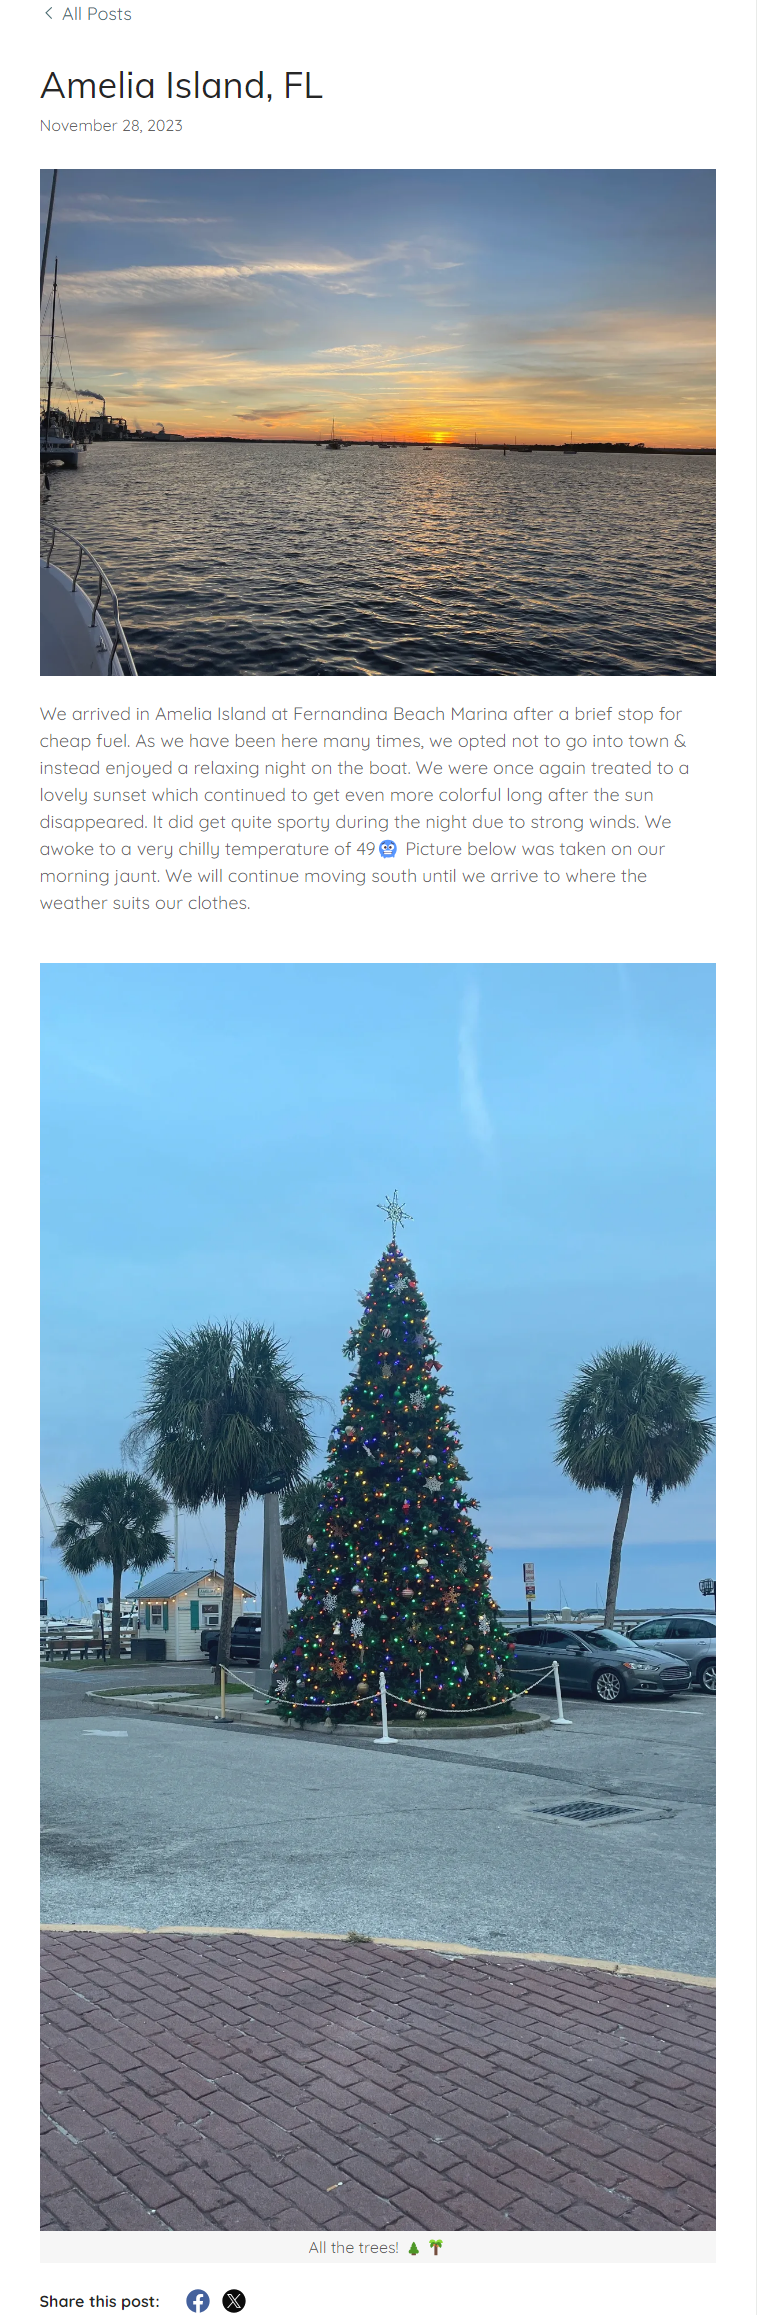 All Posts
Amelia Island, FL
November 28, 2023
We arrived in Amelia Island at Fernandina Beach Marina after a brief stop for
cheap fuel. As we have been here many times, we opted not to go into town &
instead enjoyed a relaxing night on the boat. We were once again treated to a
lovely sunset which continued to get even more colorful long after the sun
disappeared. It did get quite sporty during the night due to strong winds. We
awoke to a very chilly temperature of 49🥶 Picture below was taken on our
morning jaunt. We will continue moving south until we arrive to where the
weather suits our clothes.
All the trees! 🌲 🌴
Share this post: